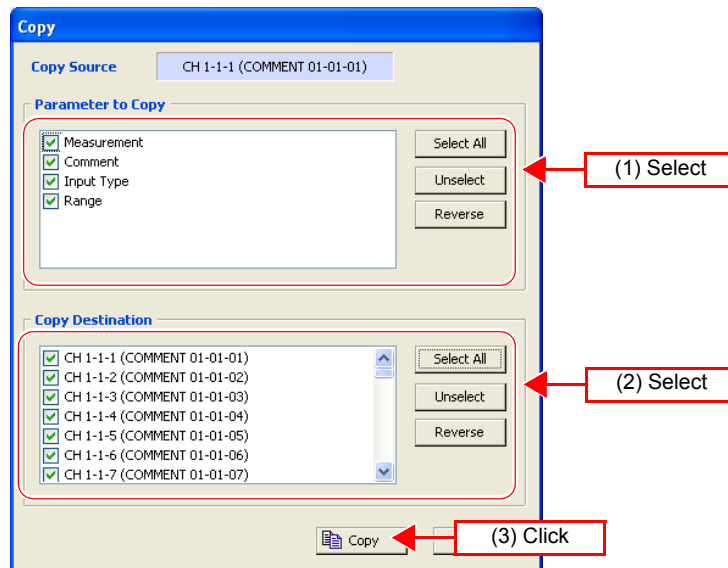 Copy
Copy Source CH 1-1-1 (COMMENT 01-01-01)
Parameter to Copy
Measurement
Comment
Input Type
Range
Select All
Unselect
Reverse
(1) Select
Copy Destination
CH 1-1-1 (COMMENT 01-01-01)
CH 1-1-2 (COMMENT 01-01-02)
CH 1-1-3 (COMMENT 01-01-03)
CH 1-1-4 (COMMENT 01-01-04)
CH 1-1-5 (COMMENT 01-01-05)
CH 1-1-6 (COMMENT 01-01-06)
CH 1-1-7 (COMMENT 01-01-07)
Select All
Unselect
Reverse
(2) Select
Copy
(3) Click